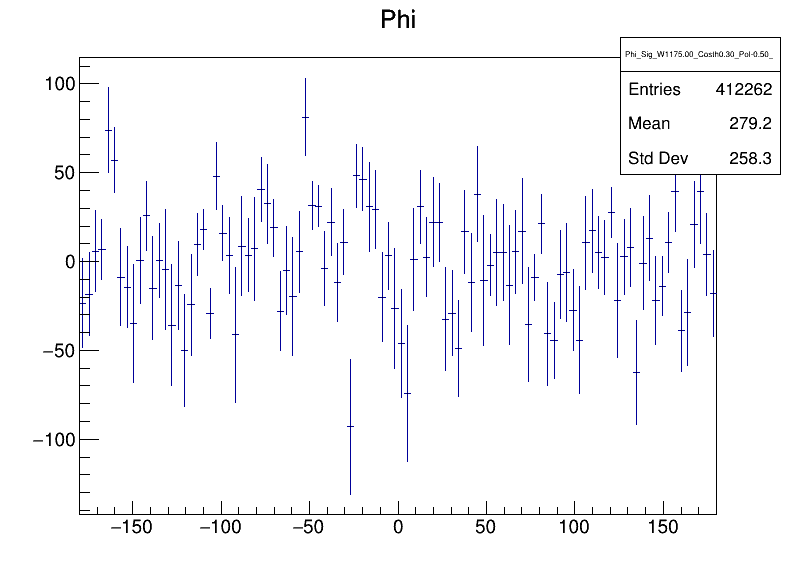 Phi
Phi_Sig_W1175.00_Costh0.30_Pol-0.50_
Entries 412262
Mean 279.2
Std Dev 258.3
100
50
0
−50
−100
−150 −100 −50 0 50 100 150